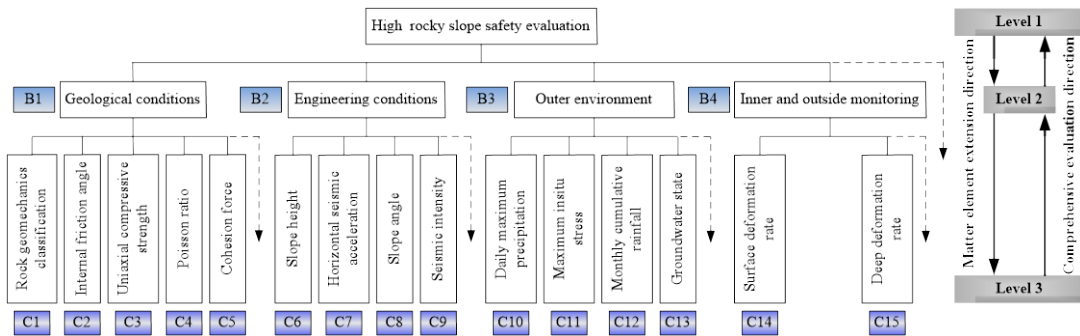 High rocky slope safety evaluation
Level 1
B1
Geological conditions
B2
Engineering conditions
B3
Outer environment
B4
Inner and outside monitoring
Level 2
Matter element extension direction
Comprehensive evaluation direction
Rock geomechanics
classification
Internal friction angle
Uniaxial compressive
strength
Poisson ratio
Cohesion force
Slope height
Horizontal seismic
acceleration
Slope angle
Seismic intensity
Daily maximum
precipitation
Maximum insitu
stress
Monthly cumulative
rainfall
Groundwater state
Surface deformation
rate
Deep deformation
rate
Level 3
C1
C2
C3
C4
C5
C6
C7
C8
C9
C10
C11
C12
C13
C14
C15